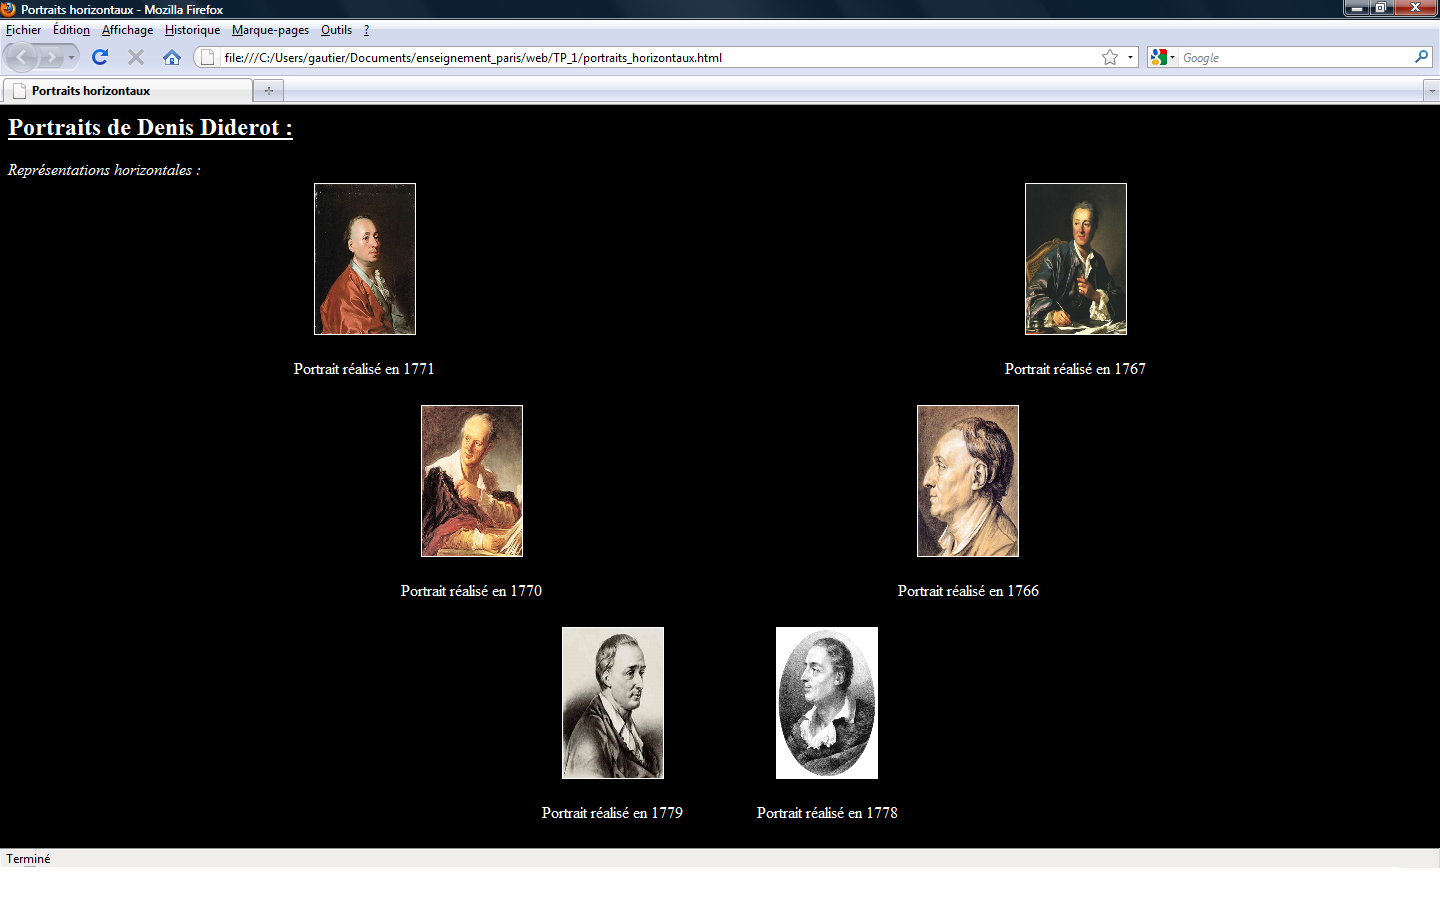 Portraits horizontaux - Mozilla Firefox
Fichier Édition Affichage Historique Marque-pages Outils ?
file:///C:/Users/gautier/Documents/enseignement_paris/web/TP_1/portraits_horizontaux.html Google
Portraits horizontaux
Portraits de Denis Diderot :
Représentations horizontales :
Portrait réalisé en 1771 Portrait réalisé en 1767
Portrait réalisé en 1770 Portrait réalisé en 1766
Portrait réalisé en 1779 Portrait réalisé en 1778
Terminé